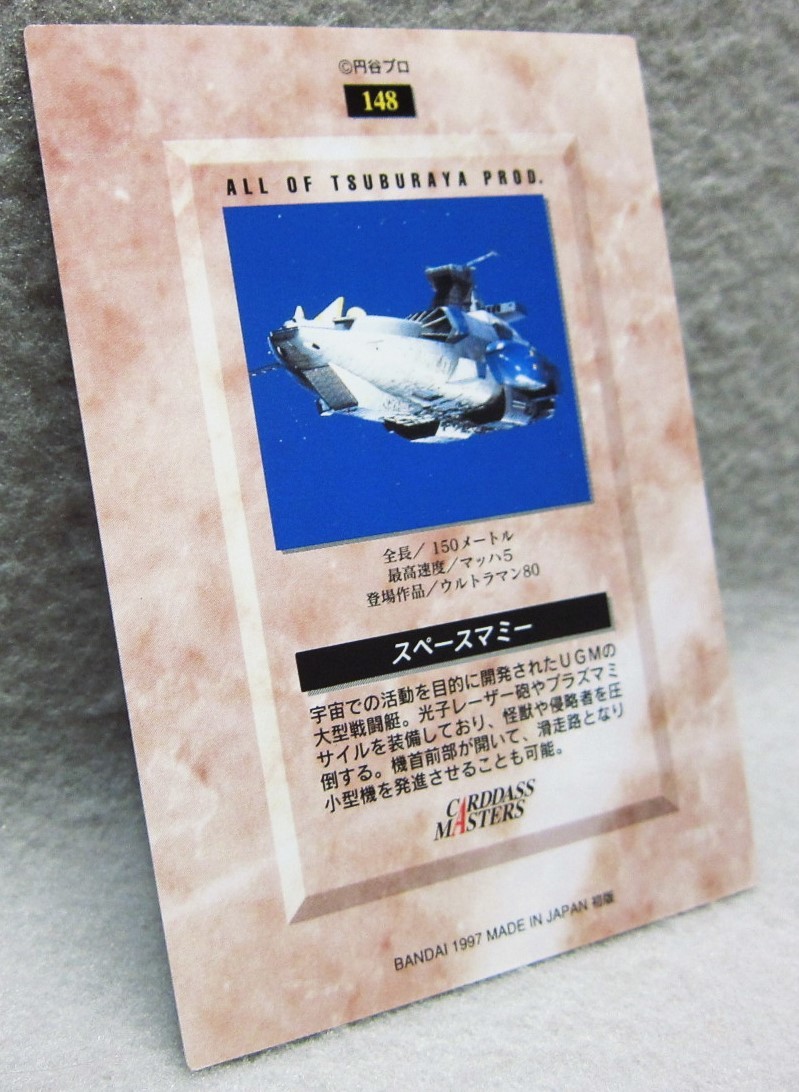 ©円谷プロ
148
ALL OF TSUBURAYA PROD.
全長／150メートル
最高速度／マッハ5
登場作品／ウルトラマン80
スペースマミー
宇宙での活動を目的に開発されたUGMの
大型戦闘艇。光子レーザー砲やプラズマミ
サイルを装備しており、怪獣や侵略者を圧
倒する。機首前部が開いて、滑走路となり
小型機を発進させることも可能。
CARDDASS
MASTERS
BANDAI 1997 MADE IN JAPAN 初版